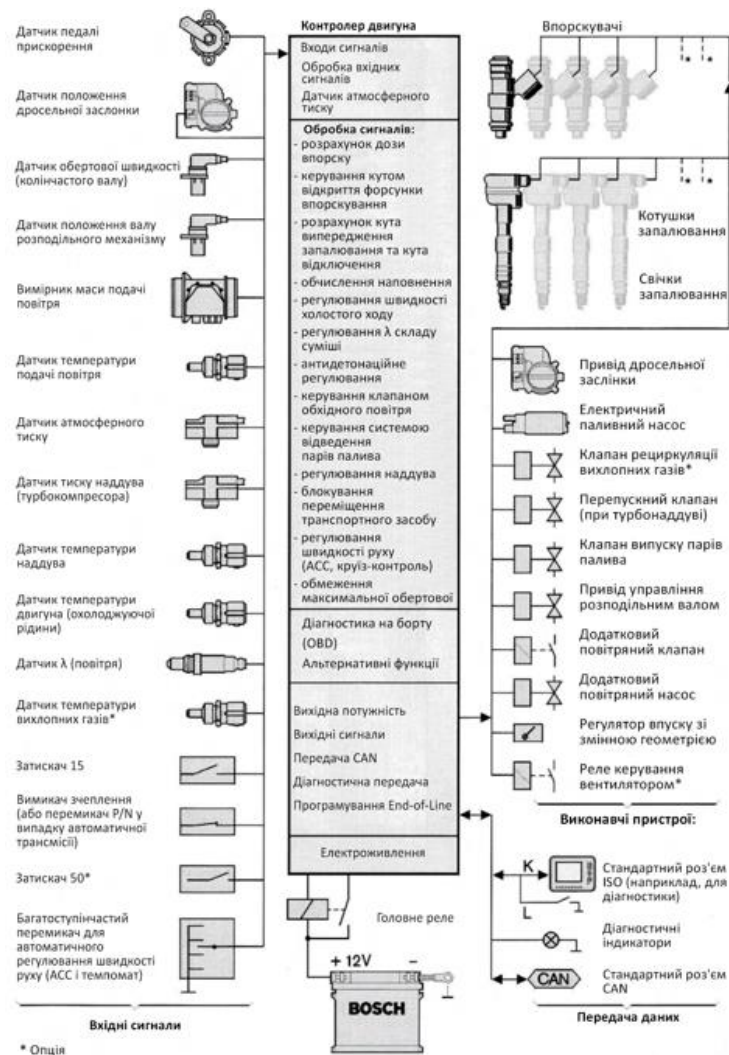 Датчик педалі
прискорення
Датчик положення
дросельної заслонки
Датчик обертової швидкості
(колінчастого валу)
Датчик положення валу
розподільного механізму
Вимірник маси подачі
повітря
Датчик температури
подачі повітря
Датчик атмосферного
тиску
Датчик тиску наддува
(турбокомпресора)
Датчик температури
наддува
Датчик температури
двигуна (охолоджуючої
рідини)
Датчик λ (повітря)
Датчик температури
вихлопних газів*
Затискач 15
Вимикач зчеплення
(або перемикач P/N у
випадку автоматичної
трансмісії)
Затискач 50*
Багатоступінчастий
перемикач для
автоматичного
регулювання швидкості
руху (АСС і темпомат)
Вхідні сигнали
* Опція
Контролер двигуна
Входи сигналів
Обробка вхідних
сигналів
Датчик атмосферного
тиску
Обробка сигналів:
- розрахунок дози
впорску
- керування кутом
відкриття форсунки
впорскування
- розрахунок кута
випередження
запалювання та кута
відключення
- обчислення наповнення
- регулювання швидкості
холостого ходу
- регулювання λ складу
суміші
- антидетонаційне
регулювання
- керування клапаном
обхідного повітря
- керування системою
відведення
парів палива
- регулювання наддува
- блокування
переміщення
транспортного засобу
- регулювання
швидкості руху
(АСС, круїз-контроль)
- обмеження
максимальної обертової
Діагностика на борту
(OBD)
Альтернативні функції
Вихідна потужність
Вихідні сигнали
Передача CAN
Діагностична передача
Програмування End-of-Line
Електроживлення
Головне реле
+ 12V –
BOSCH
Впорскувачі
* *
* *
Котушки
запалювання
Свічки
запалювання
Привід дросельної
заслінки
Електричний
паливний насос
Клапан рециркуляції
вихлопних газів*
Перепускний клапан
(при турбонаддуві)
Клапан випуску парів
палива
Привід управління
розподільним валом
Додатковий
повітряний клапан
Додатковий
повітряний насос
Регулятор впуску зі
змінною геометрією
Реле керування
вентилятором*
Виконавчі пристрої:
K
L
Стандартний роз'єм
ISO (наприклад, для
діагностики)
Діагностичні
індикатори
CAN
Стандартний роз'єм
CAN
Передача даних